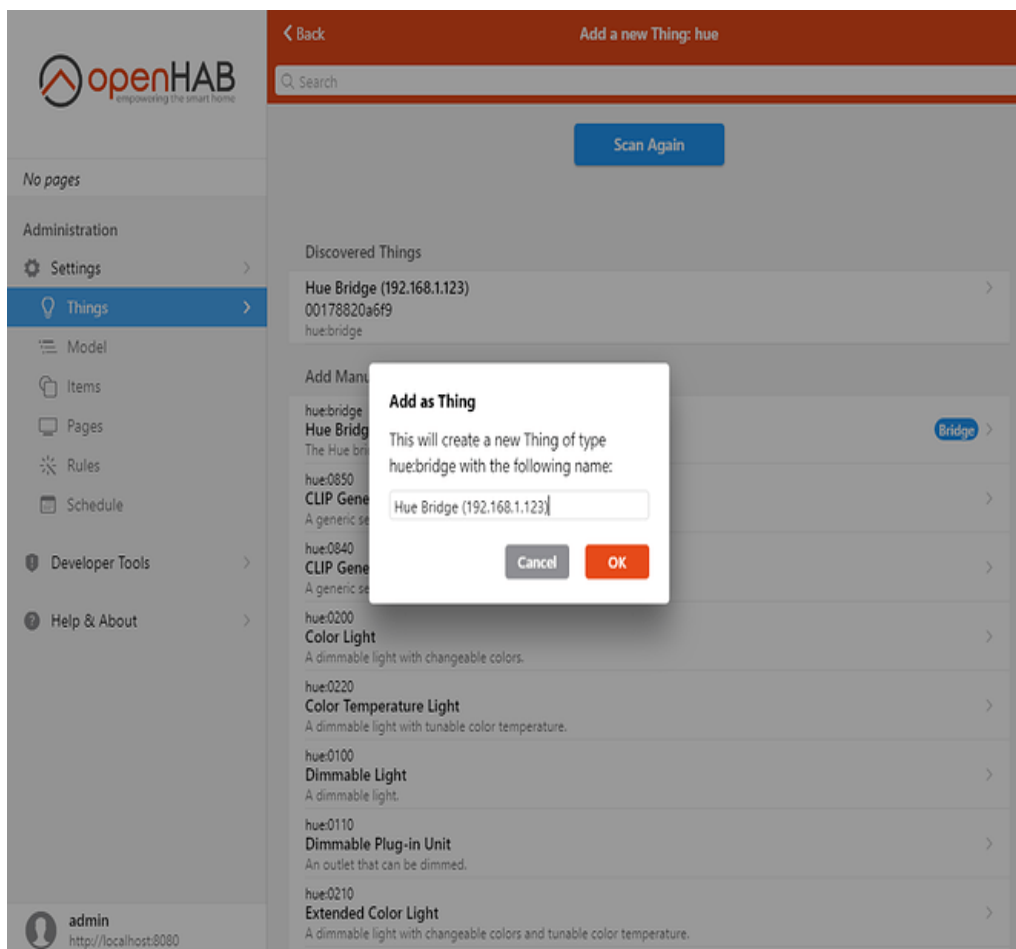 openHAB
empowering the smart home
No pages
Administration
Settings
Things
Model
Items
Pages
Rules
Schedule
Developer Tools
Help & About
admin
http://localhost:8080
Back
Add a new Thing: hue
Search
Scan Again
Discovered Things
Hue Bridge (192.168.1.123)
00178820a6f9
hue:bridge
Add Manu
hue:bridge
Hue Bridg
The Hue bri
Bridge
hue:0850
CLIP Gene
A generic se
hue:0840
CLIP Gene
A generic se
hue:0200
Color Light
A dimmable light with changeable colors.
hue:0220
Color Temperature Light
A dimmable light with tunable color temperature.
hue:0100
Dimmable Light
A dimmable light.
hue:0110
Dimmable Plug-in Unit
An outlet that can be dimmed.
hue:0210
Extended Color Light
A dimmable light with changeable colors and tunable color temperature.
Add as Thing
This will create a new Thing of type
hue:bridge with the following name:
Hue Bridge (192.168.1.123)
Cancel
OK